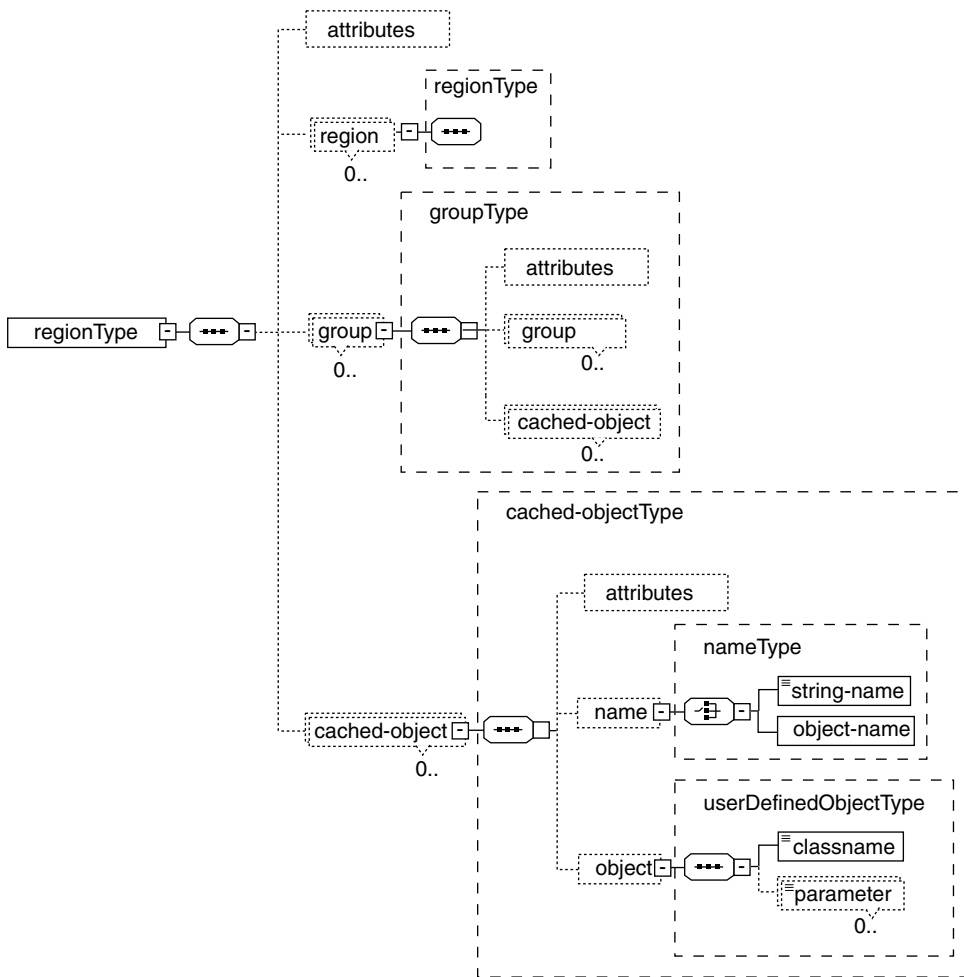 attributes
regionType
region
0..
groupType
attributes
regionType
group
0..
group
0..
cached-object
0..
cached-objectType
attributes
nameType
string-name
name
object-name
cached-object
0..
userDefinedObjectType
classname
object
parameter
0..